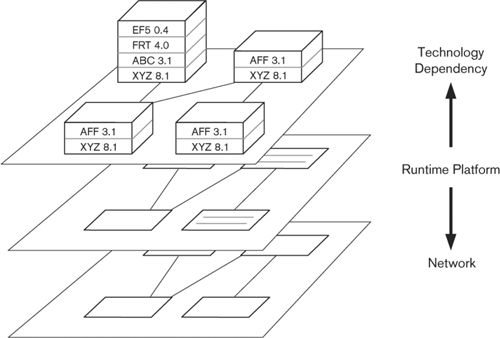 EF5 0.4
FRT 4.0
ABC 3.1
XYZ 8.1
AFF 3.1
XYZ 8.1
AFF 3.1
XYZ 8.1
AFF 3.1
XYZ 8.1
Technology
Dependency
Runtime Platform
Network